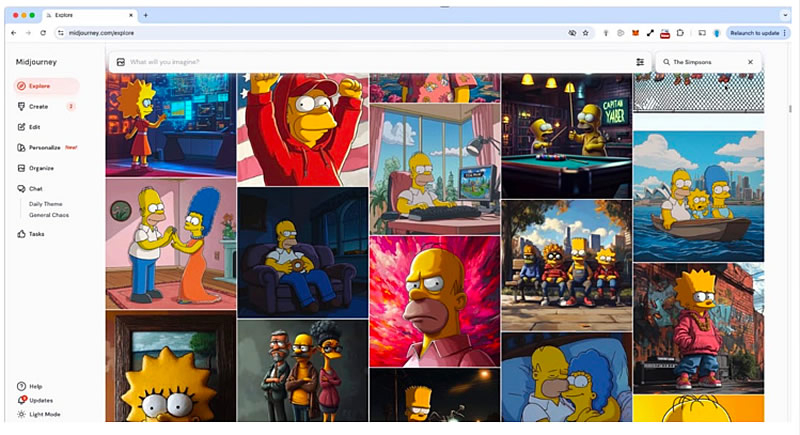 Explore
midjourney.com/explore
Relaunch to update
Midjourney
What will you imagine?
The Simpsons
Explore
Create
2
Edit
Personalize New!
Organize
Chat
Daily Theme
General Chaos
Tasks
Help
Updates
Light Mode
CAPITAL
YABER